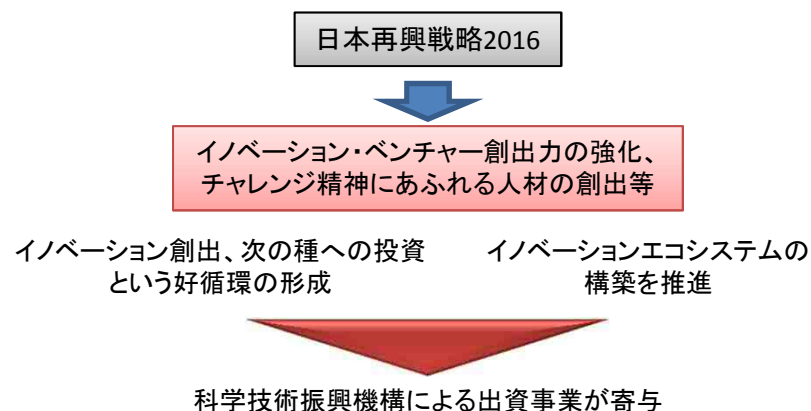 日本再興戦略2016
イノベーション・ベンチャー創出力の強化、
チャレンジ精神にあふれる人材の創出等
イノベーション創出、次の種への投資
という好循環の形成
イノベーションエコシステムの
構築を推進
科学技術振興機構による出資事業が寄与